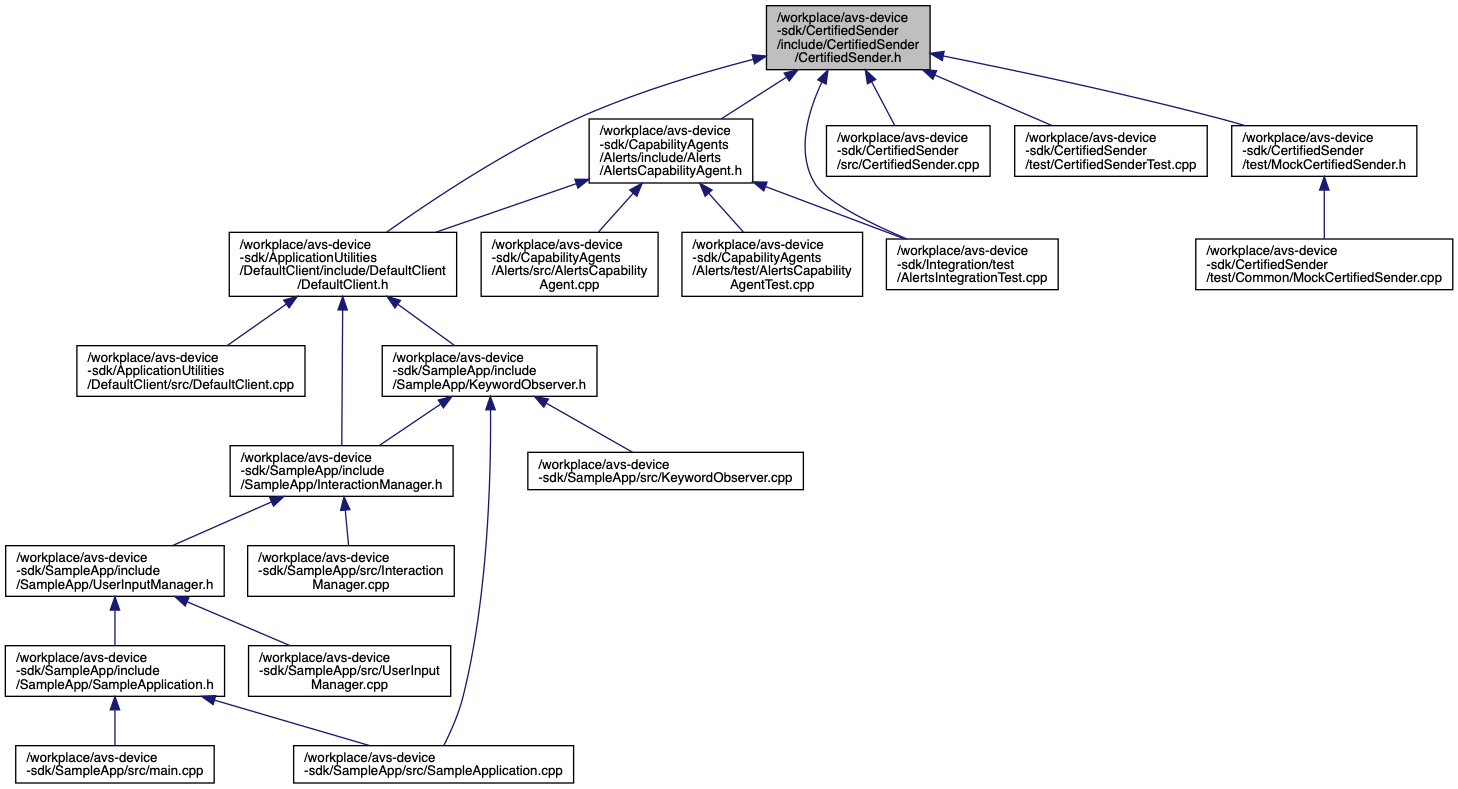 /workplace/avs-device
-sdk/CertifiedSender
/include/CertifiedSender
/CertifiedSender.h
/workplace/avs-device
-sdk/CapabilityAgents
/Alerts/include/Alerts
/AlertsCapabilityAgent.h
/workplace/avs-device
-sdk/CertifiedSender
/src/CertifiedSender.cpp
/workplace/avs-device
-sdk/CertifiedSender
/test/CertifiedSenderTest.cpp
/workplace/avs-device
-sdk/CertifiedSender
/test/MockCertifiedSender.h
/workplace/avs-device
-sdk/ApplicationUtilities
/DefaultClient/include/DefaultClient
/DefaultClient.h
/workplace/avs-device
-sdk/CapabilityAgents
/Alerts/src/AlertsCapability
Agent.cpp
/workplace/avs-device
-sdk/CapabilityAgents
/Alerts/test/AlertsCapability
AgentTest.cpp
/workplace/avs-device
-sdk/Integration/test
/AlertsIntegrationTest.cpp
/workplace/avs-device
-sdk/CertifiedSender
/test/Common/MockCertifiedSender.cpp
/workplace/avs-device
-sdk/ApplicationUtilities
/DefaultClient/src/DefaultClient.cpp
/workplace/avs-device
-sdk/SampleApp/include
/SampleApp/KeywordObserver.h
/workplace/avs-device
-sdk/SampleApp/include
/SampleApp/InteractionManager.h
/workplace/avs-device
-sdk/SampleApp/src/KeywordObserver.cpp
/workplace/avs-device
-sdk/SampleApp/include
/SampleApp/UserInputManager.h
/workplace/avs-device
-sdk/SampleApp/src/Interaction
Manager.cpp
/workplace/avs-device
-sdk/SampleApp/include
/SampleApp/SampleApplication.h
/workplace/avs-device
-sdk/SampleApp/src/UserInput
Manager.cpp
/workplace/avs-device
-sdk/SampleApp/src/main.cpp
/workplace/avs-device
-sdk/SampleApp/src/SampleApplication.cpp